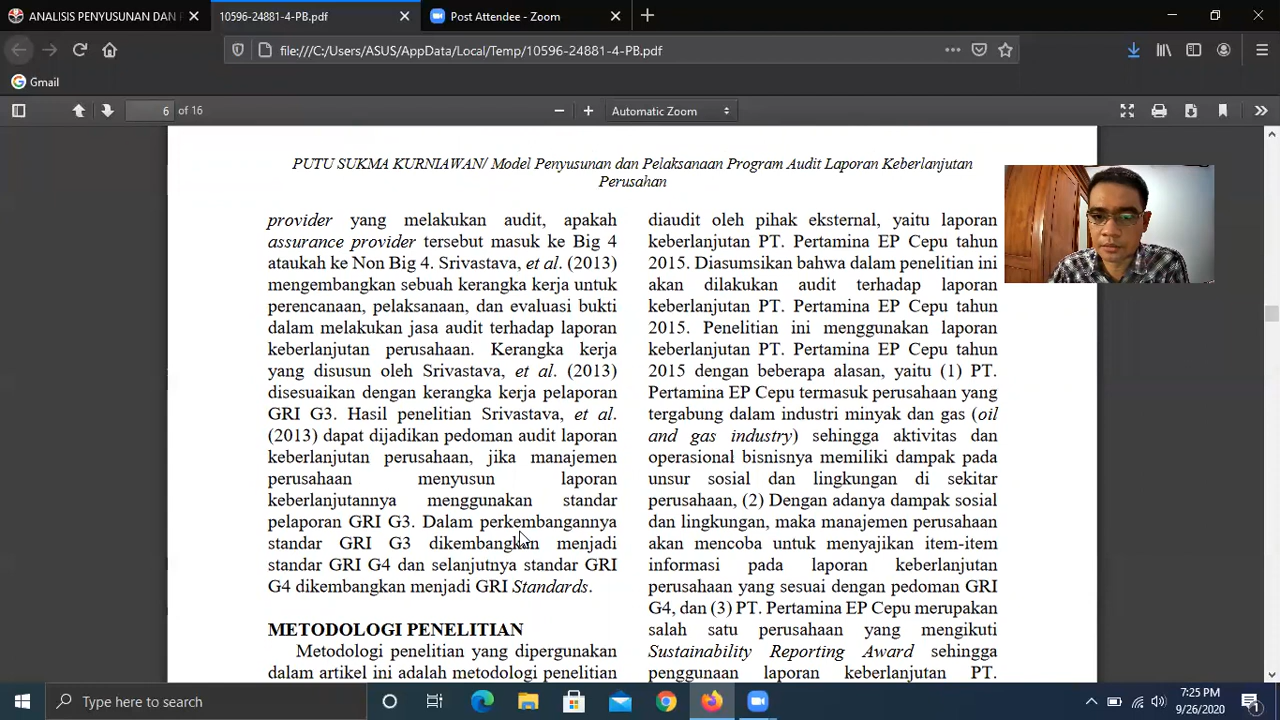 ANALISIS PENYUSUNAN DAN
10596-24881-4-PB.pdf
Post Attendee - Zoom
file:///C:/Users/ASUS/AppData/Local/Temp/10596-24881-4-PB.pdf
Gmail
6 of 16
Automatic Zoom
PUTU SUKMA KURNIAWAN/ Model Penyusunan dan Pelaksanaan Program Audit Laporan Keberlanjutan
Perusahan
provider yang melakukan audit, apakah
assurance provider tersebut masuk ke Big 4
ataukah ke Non Big 4. Srivastava, et al. (2013)
mengembangkan sebuah kerangka kerja untuk
perencanaan, pelaksanaan, dan evaluasi bukti
dalam melakukan jasa audit terhadap laporan
keberlanjutan perusahaan. Kerangka kerja
yang disusun oleh Srivastava, et al. (2013)
disesuaikan dengan kerangka kerja pelaporan
GRI G3. Hasil penelitian Srivastava, et al.
(2013) dapat dijadikan pedoman audit laporan
keberlanjutan perusahaan, jika manajemen
perusahaan menyusun laporan
keberlanjutannya menggunakan standar
pelaporan GRI G3. Dalam perkembangannya
standar GRI G3 dikembangkan menjadi
standar GRI G4 dan selanjutnya standar GRI
G4 dikembangkan menjadi GRI Standards.
METODOLOGI PENELITIAN
Metodologi penelitian yang dipergunakan
dalam artikel ini adalah metodologi penelitian
diaudit oleh pihak eksternal, yaitu laporan
keberlanjutan PT. Pertamina EP Cepu tahun
2015. Diasumsikan bahwa dalam penelitian ini
akan dilakukan audit terhadap laporan
keberlanjutan PT. Pertamina EP Cepu tahun
2015. Penelitian ini menggunakan laporan
keberlanjutan PT. Pertamina EP Cepu tahun
2015 dengan beberapa alasan, yaitu (1) PT.
Pertamina EP Cepu termasuk perusahaan yang
tergabung dalam industri minyak dan gas (oil
and gas industry) sehingga aktivitas dan
operasional bisnisnya memiliki dampak pada
unsur sosial dan lingkungan di sekitar
perusahaan, (2) Dengan adanya dampak sosial
dan lingkungan, maka manajemen perusahaan
akan mencoba untuk menyajikan item-item
informasi pada laporan keberlanjutan
perusahaan yang sesuai dengan pedoman GRI
G4, dan (3) PT. Pertamina EP Cepu merupakan
salah satu perusahaan yang mengikuti
Sustainability Reporting Award sehingga
penggunaan laporan keberlanjutan PT.
Type here to search
7:25 PM
9/26/2020
1